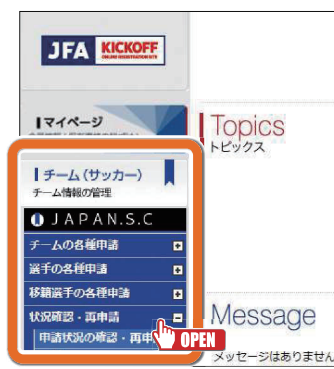 JFA KICKOFF
ONLINE REGISTRATION SITE
マイページ
Topics
トピックス
チーム(サッカー)
チーム情報の管理
JAPAN.S.C
チームの各種申請
選手の各種申請
移籍選手の各種申請
状況確認・再申請
申請状況の確認・再申
OPEN
Message
メッセージはありません